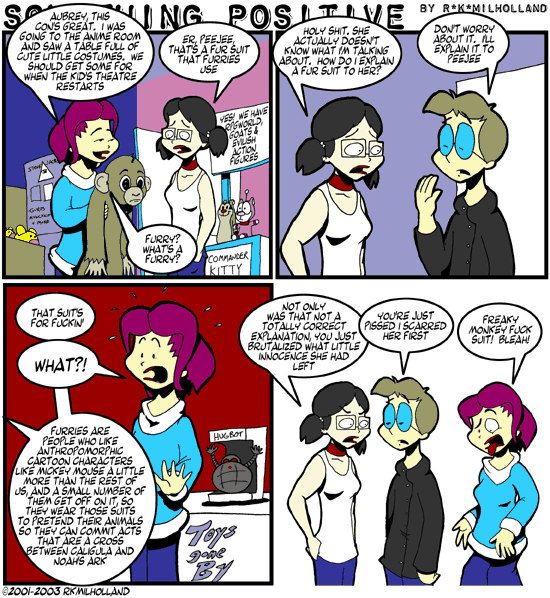 SOMETHING POSITIVE BY R*K*MILHOLLAND
AUBREY, THIS
CON'S GREAT. I WAS
GOING TO THE ANIME ROOM
AND SAW A TABLE FULL OF
CUTE LITTLE COSTUMES. WE
SHOULD GET SOME FOR
WHEN THE KID'S THEATRE
RESTARTS
ER, PEEJEE,
THAT'S A FUR SUIT
THAT FURRIES
USE
YES! WE HAVE
RPGWORLD,
GOATS &
EVILISH
ACTION
FIGURES
FURRY?
WHAT'S A
FURRY?
COMMANDER
KITTY
HOLY SHIT. SHE
ACTUALLY DOESN'T
KNOW WHAT I'M TALKING
ABOUT. HOW DO I EXPLAIN
A FUR SUIT TO HER?
DON'T WORRY
ABOUT IT. I'LL
EXPLAIN IT TO
PEEJEE
THAT SUIT'S
FOR FUCKIN'!
WHAT?!
FURRIES ARE
PEOPLE WHO LIKE
ANTHROPOMORPHIC
CARTOON CHARACTERS
LIKE MICKEY MOUSE A LITTLE
MORE THAN THE REST OF
US, AND A SMALL NUMBER OF
THEM GET OFF ON IT, SO
THEY WEAR THOSE SUITS
TO PRETEND THEIR ANIMALS
SO THEY CAN COMMIT ACTS
THAT ARE A CROSS
BETWEEN CALIGULA AND
NOAH'S ARK
HUGBOT
Toys
gone
By
NOT ONLY
WAS THAT NOT A
TOTALLY CORRECT
EXPLANATION, YOU JUST
BRUTALIZED WHAT LITTLE
INNOCENCE SHE HAD
LEFT
YOU'RE JUST
PISSED I SCARRED
HER FIRST
FREAKY
MONKEY FUCK
SUIT! BLEAH!
©2001-2003 RKMILHOLLAND